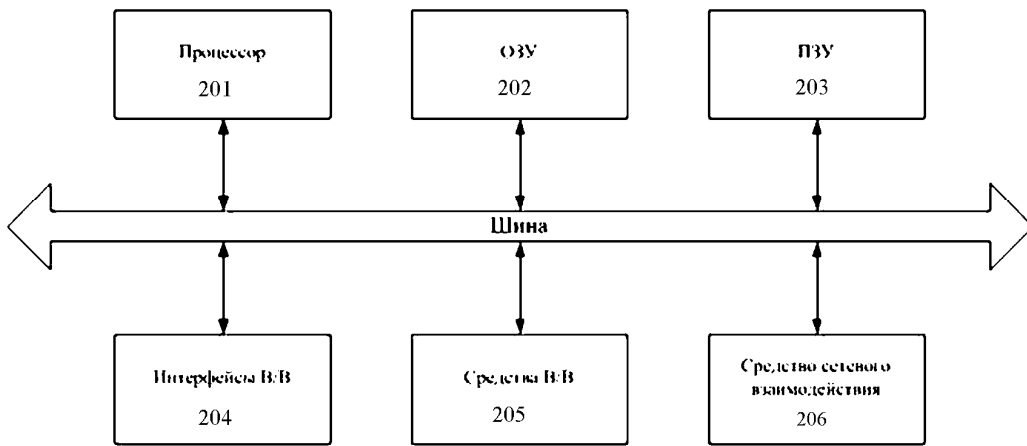 Процессор
201
ОЗУ
202
ПЗУ
203
Шина
Интерфейсы В/В
204
Средства В/В
205
Средство сетевого
взаимодействия
206